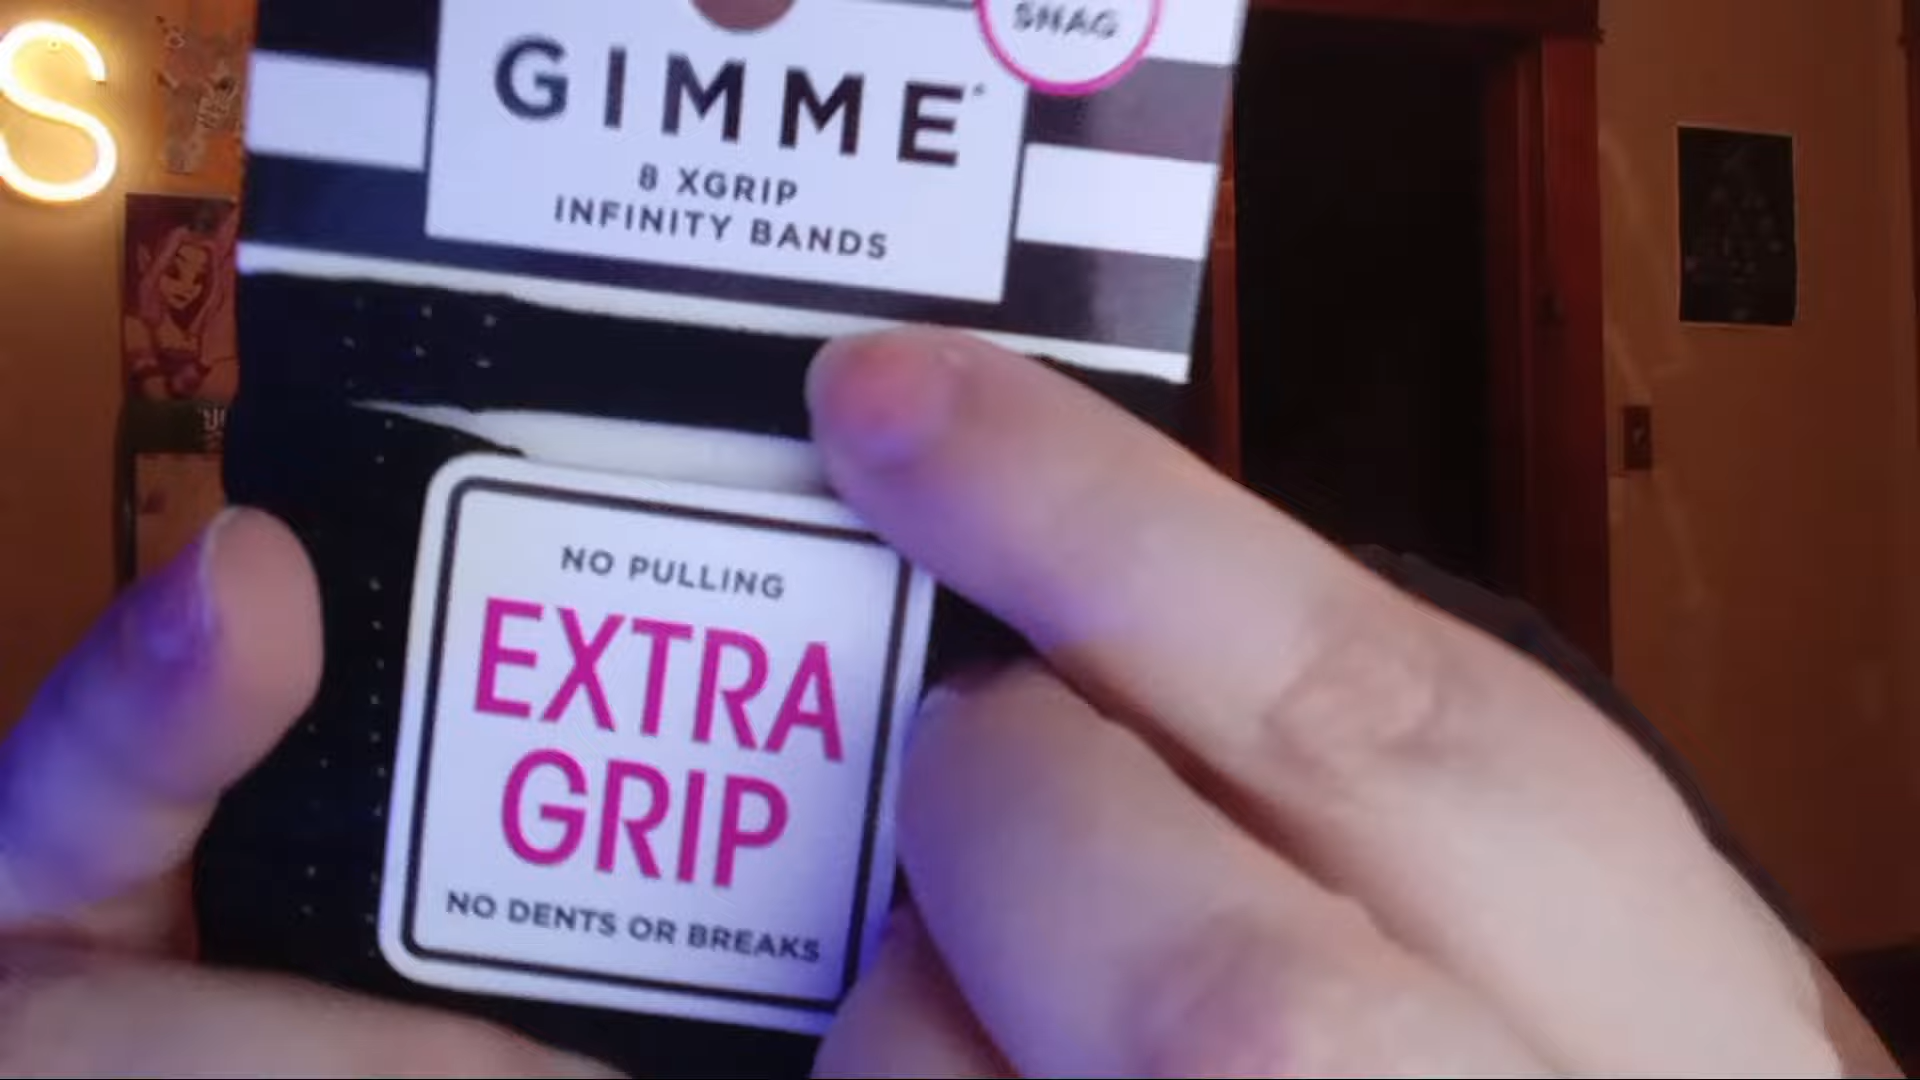 S
SNAG
GIMME
8 XGRIP
INFINITY BANDS
NO PULLING
EXTRA
GRIP
NO DENTS OR BREAKS